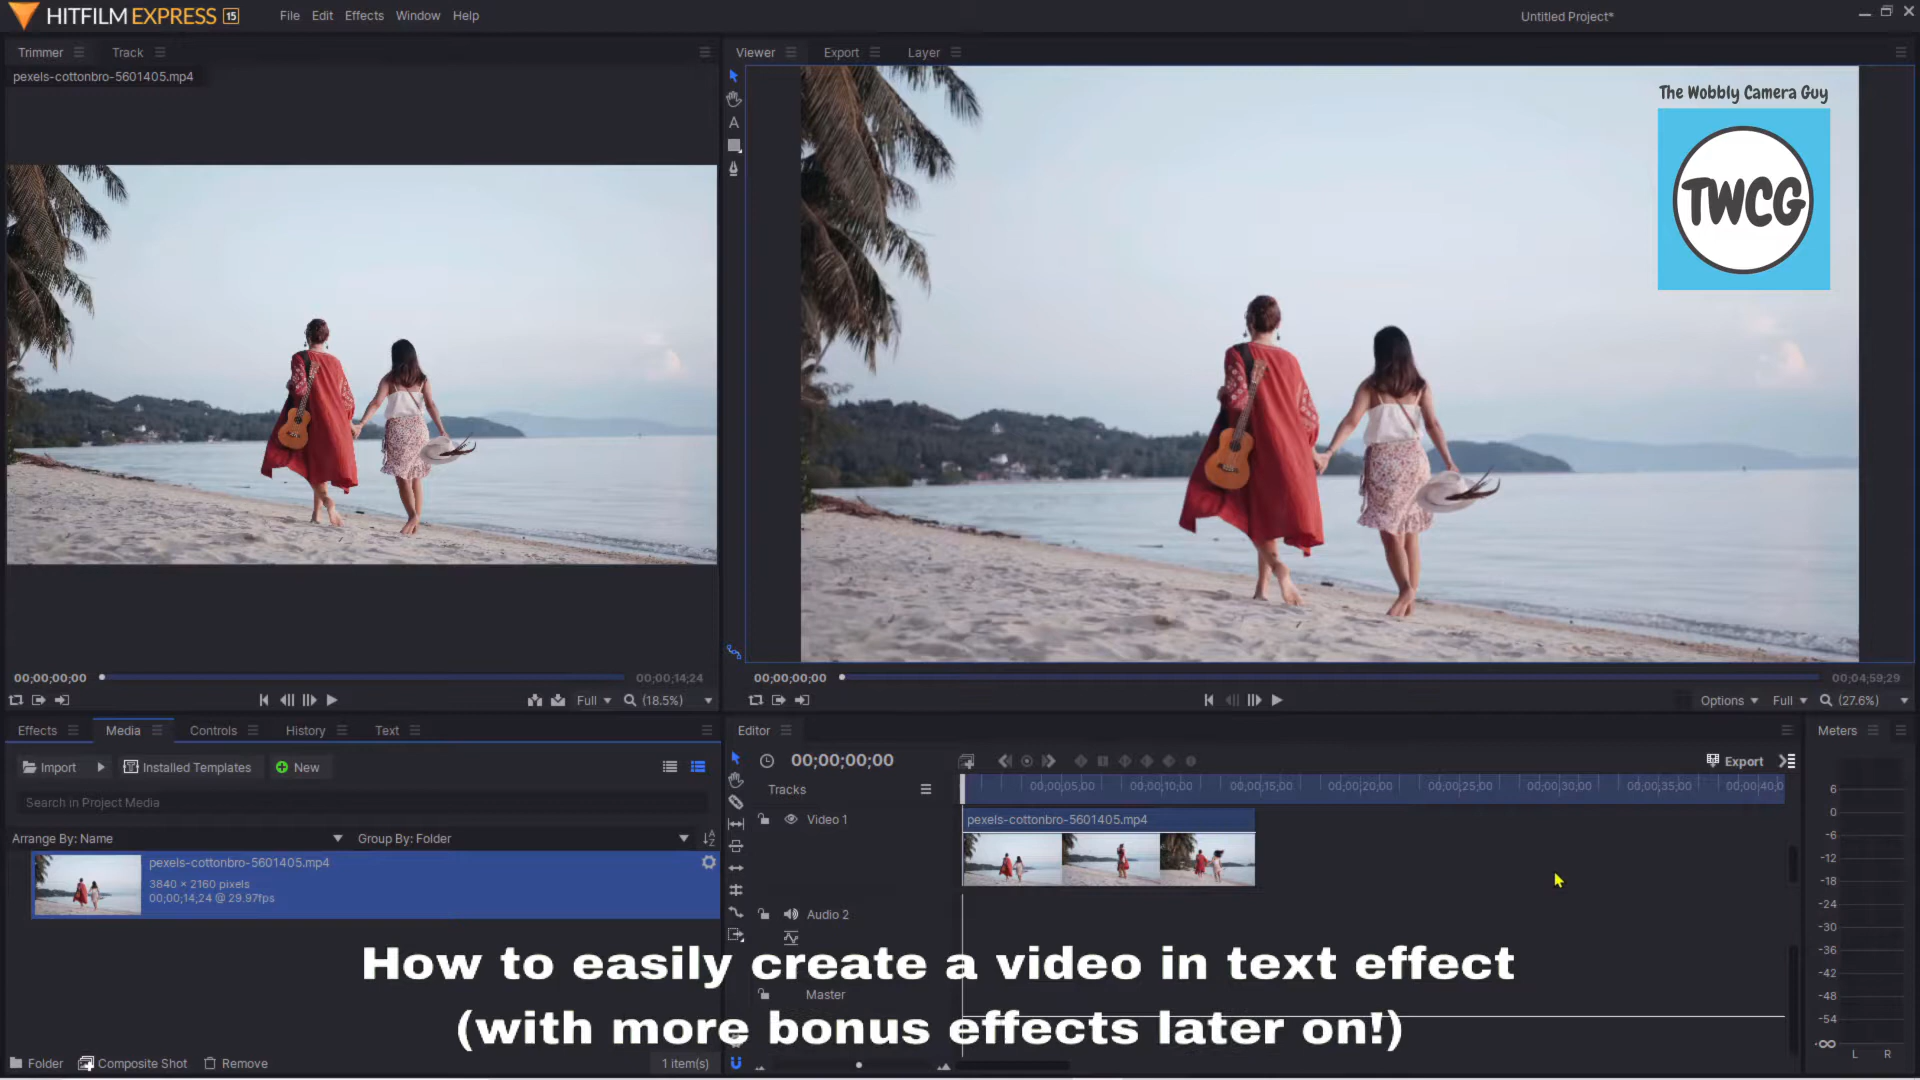 HITFILM EXPRESS 15
File Edit Effects Window Help
Untitled Project*
Trimmer Track
pexels-cottonbro-5601405.mp4
Viewer Export Layer
A
The Wobbly Camera Guy
TWCG
00;00;00;00 00;00;14;24
Full (18.5%)
00;00;00;00 00;04;59;29
Options Full (27.6%)
Effects Media Controls History Text
Import Installed Templates New
Search in Project Media
Arrange By: Name Group By: Folder
pexels-cottonbro-5601405.mp4
3840 × 2160 pixels
00;00;14;24 @ 29.97fps
Folder Composite Shot Remove 1 item(s)
Editor
00;00;00;00 Export
Tracks 00;00;05;00 00;00;10;00 00;00;15;00 00;00;20;00 00;00;25;00 00;00;30;00 00;00;35;00 00;00;40;0
Video 1 pexels-cottonbro-5601405.mp4
Audio 2
Master
Meters
6
0
-6
-12
-18
-24
-30
-36
-42
-48
-54
-∞
L R
How to easily create a video in text effect
(with more bonus effects later on!)